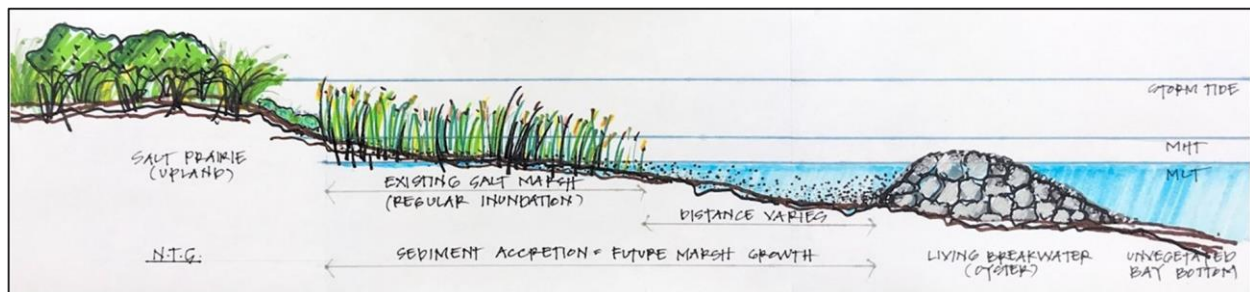 STORM TIDE
MHT
MLT
SALT PRAIRIE
(UPLAND)
EXISTING SALT MARSH
(REGULAR INUNDATION)
DISTANCE VARIES
N.T.G.
SEDIMENT ACCRETION = FUTURE MARSH GROWTH
LIVING BREAKWATER
(OYSTER)
UNVEGETATED
BAY BOTTOM